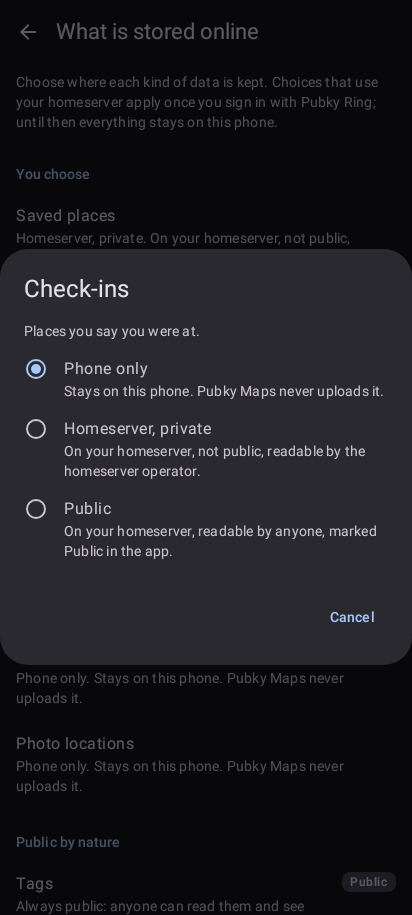 What is stored online
Choose where each kind of data is kept. Choices that use
your homeserver apply once you sign in with Pubky Ring;
until then everything stays on this phone.
You choose
Saved places
Homeserver, private. On your homeserver, not public,
Check-ins
Places you say you were at.
Phone only
Stays on this phone. Pubky Maps never uploads it.
Homeserver, private
On your homeserver, not public, readable by the
homeserver operator.
Public
On your homeserver, readable by anyone, marked
Public in the app.
Cancel
Phone only. Stays on this phone. Pubky Maps never
uploads it.
Photo locations
Phone only. Stays on this phone. Pubky Maps never
uploads it.
Public by nature
Tags
Public
Always public: anyone can read them and see